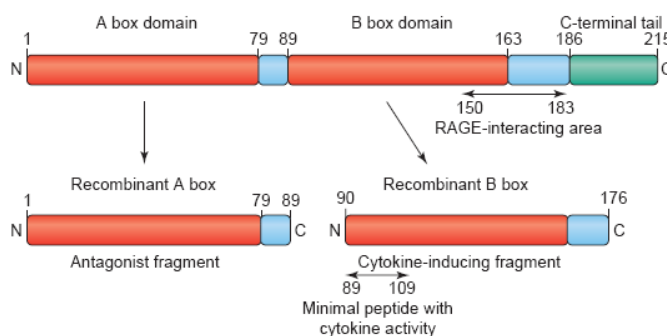 A box domain B box domain C-terminal tail
1 79 89 163 186 215
N C
150 183
RAGE-interacting area
Recombinant A box Recombinant B box
1 79 89 90 176
N C N C
Antagonist fragment Cytokine-inducing fragment
89 109
Minimal peptide with
cytokine activity